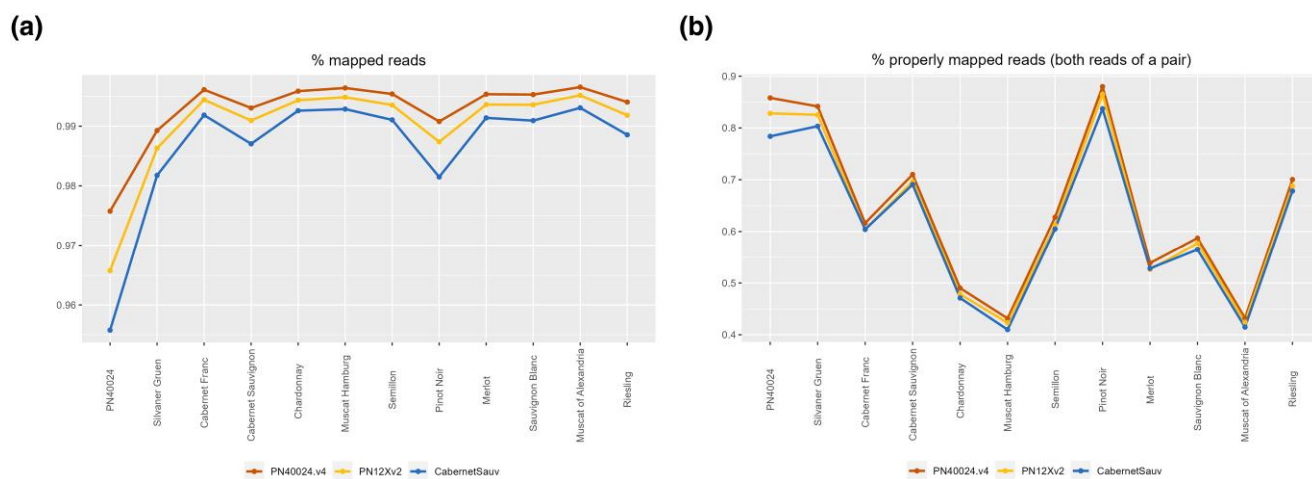 (a)
% mapped reads
0.99
0.98
0.97
0.96
PN40024
Silvaner Gruen
Cabernet Franc
Cabernet Sauvignon
Chardonnay
Muscat Hamburg
Semillon
Pinot Noir
Merlot
Sauvignon Blanc
Muscat of Alexandria
Riesling
PN40024.v4 PN12Xv2 CabernetSauv
(b)
% properly mapped reads (both reads of a pair)
0.9
0.8
0.7
0.6
0.5
0.4
PN40024
Silvaner Gruen
Cabernet Franc
Cabernet Sauvignon
Chardonnay
Muscat Hamburg
Semillon
Pinot Noir
Merlot
Sauvignon Blanc
Muscat of Alexandria
Riesling
PN40024.v4 PN12Xv2 CabernetSauv